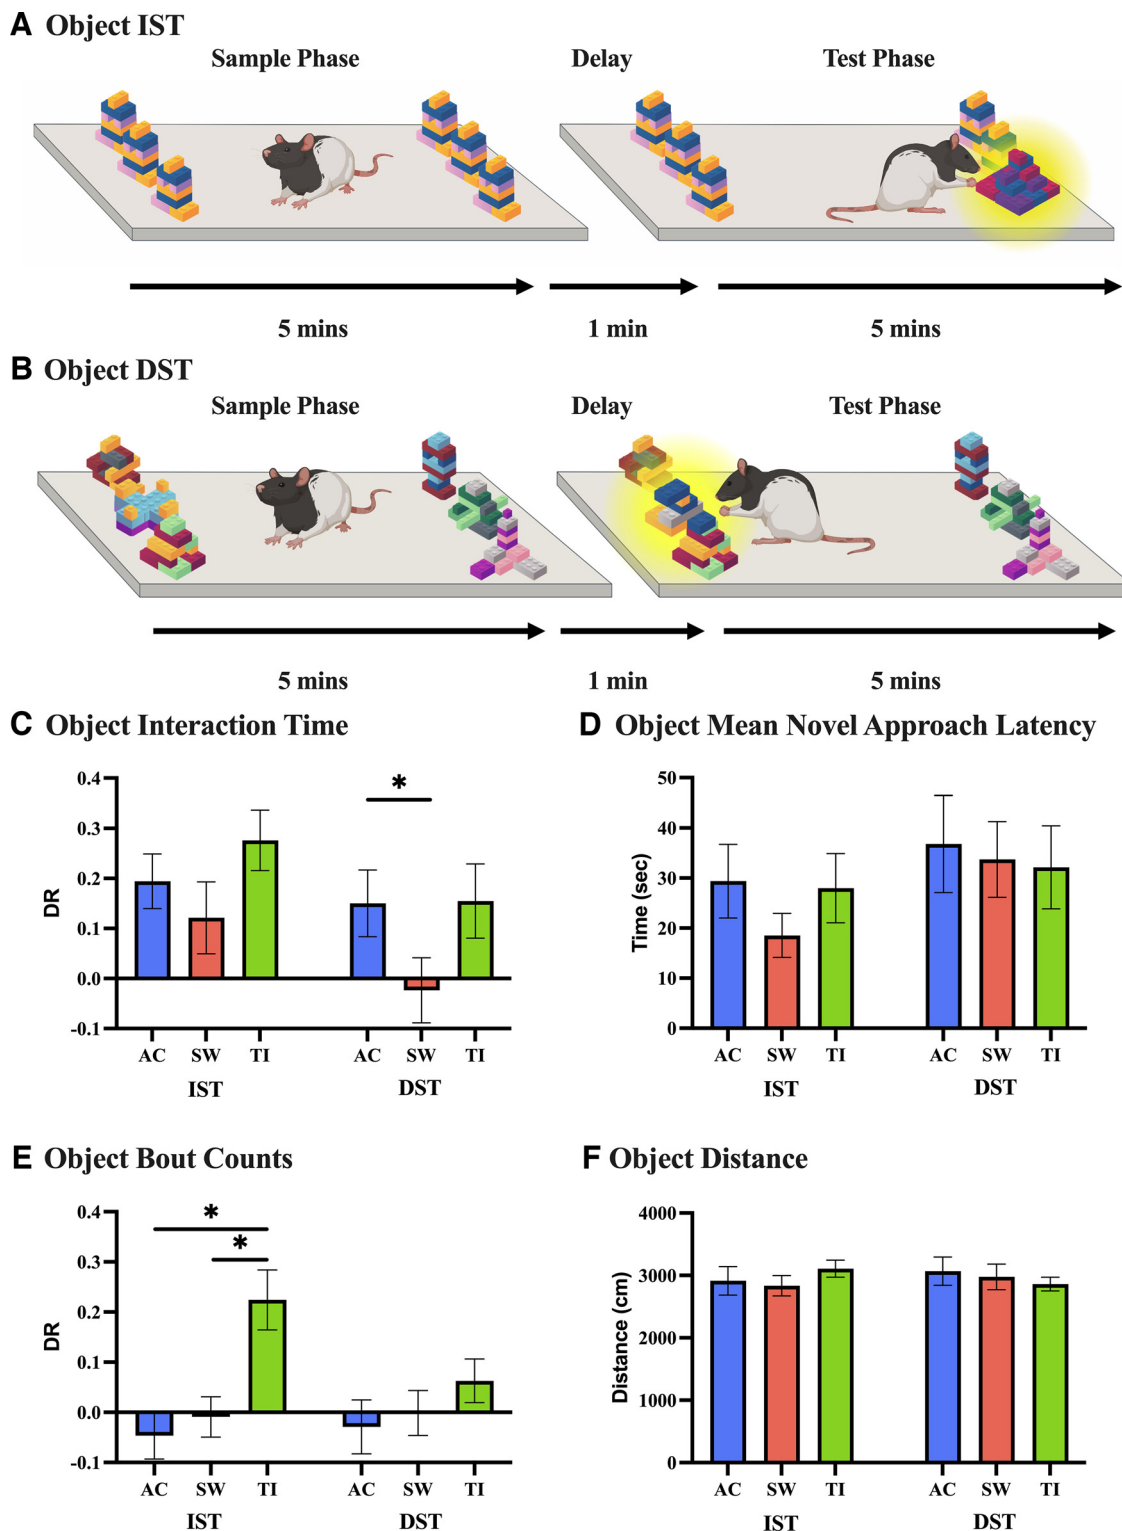 A Object IST
Sample Phase Delay Test Phase
5 mins 1 min 5 mins
B Object DST
Sample Phase Delay Test Phase
5 mins 1 min 5 mins
C Object Interaction Time
0.4
0.3
0.2
0.1
0.0
-0.1
DR
*
AC SW TI AC SW TI
IST DST
D Object Mean Novel Approach Latency
50
40
30
20
10
0
Time (sec)
AC SW TI AC SW TI
IST DST
E Object Bout Counts
0.4
0.3
0.2
0.1
0.0
-0.1
DR
*
*
AC SW TI AC SW TI
IST DST
F Object Distance
4000
3000
2000
1000
0
Distance (cm)
AC SW TI AC SW TI
IST DST